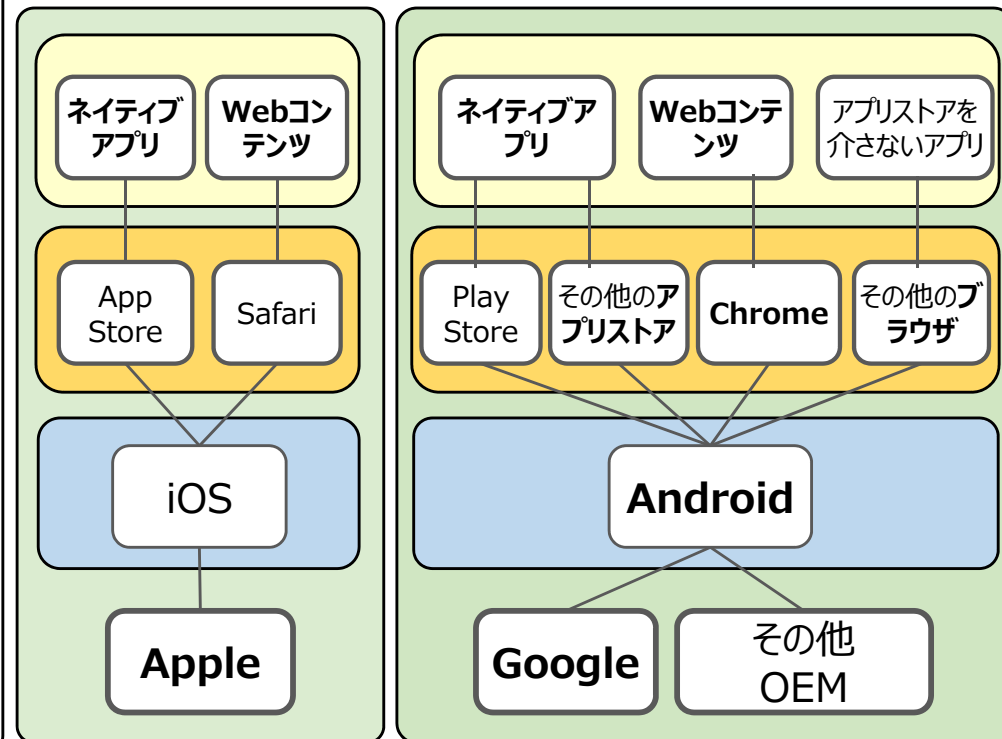 ネイティブ
アプリ
Webコン
テンツ
App
Store
Safari
iOS
Apple
ネイティブア
プリ
Webコンテ
ンツ
アプリストアを
介さないアプリ
Play
Store
その他のア
プリストア
Chrome
その他のブ
ラウザ
Android
Google
その他
OEM